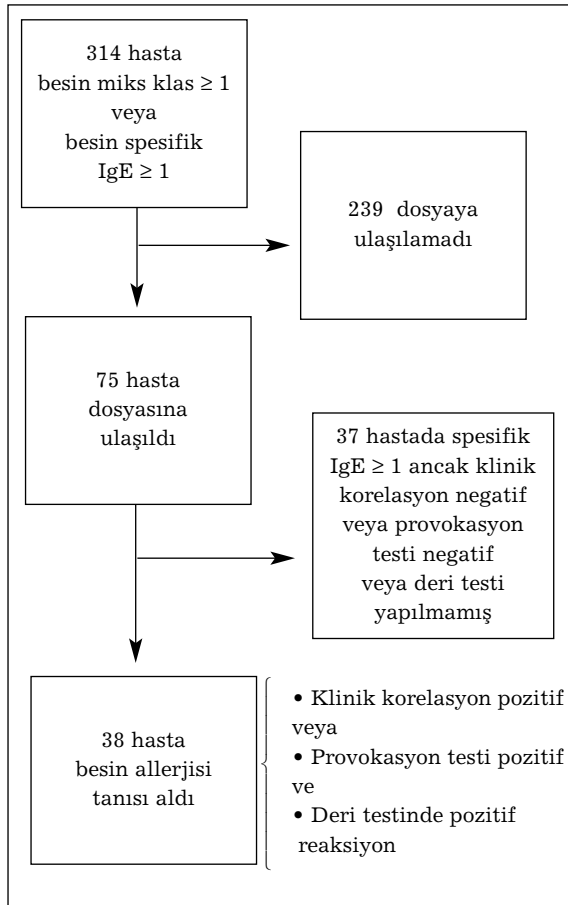 314 hasta
besin miks klas ≥ 1
veya
besin spesifik
IgE ≥ 1
239 dosyaya
ulaşılamadı
75 hasta
dosyasına
ulaşıldı
37 hastada spesifik
IgE ≥ 1 ancak klinik
korelasyon negatif
veya provokasyon
testi negatif
veya deri testi
yapılmamış
38 hasta
besin allerjisi
tanısı aldı
• Klinik korelasyon pozitif
veya
• Provokasyon testi pozitif
ve
• Deri testinde pozitif
reaksiyon